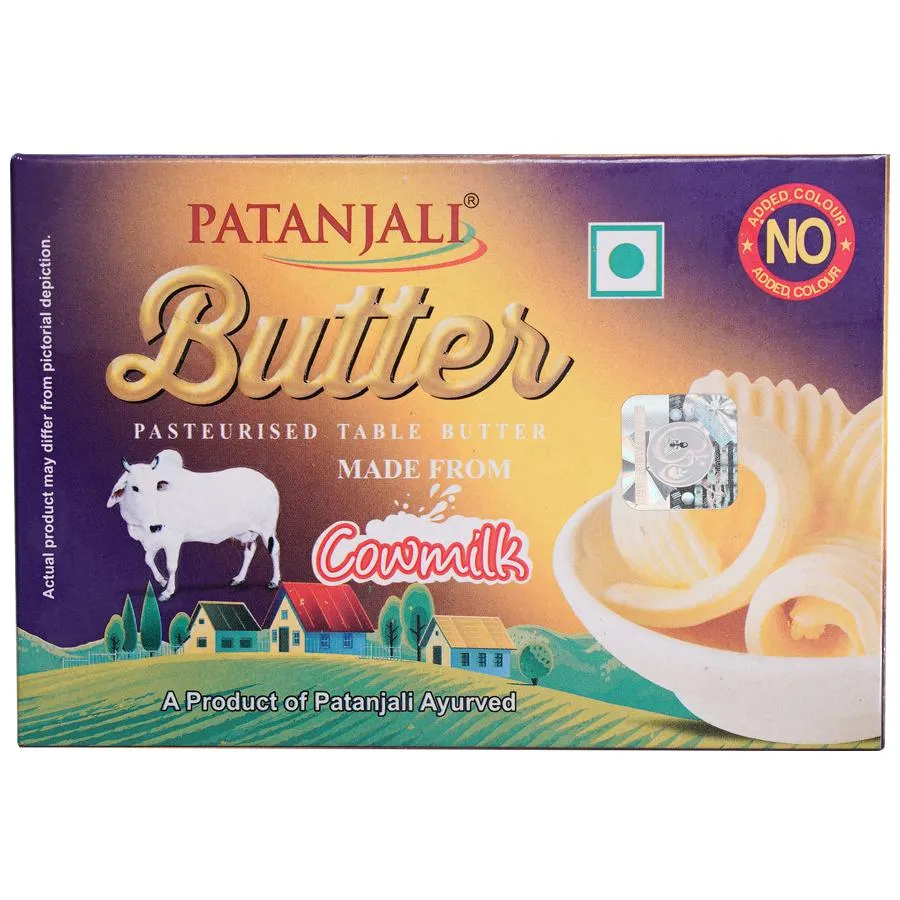 PATANJALI®
Butter
PASTEURISED TABLE BUTTER
MADE FROM
Cowmilk
A Product of Patanjali Ayurved
ADDED COLOUR
NO
ADDED COLOUR
Actual product may differ from pictorial depiction.